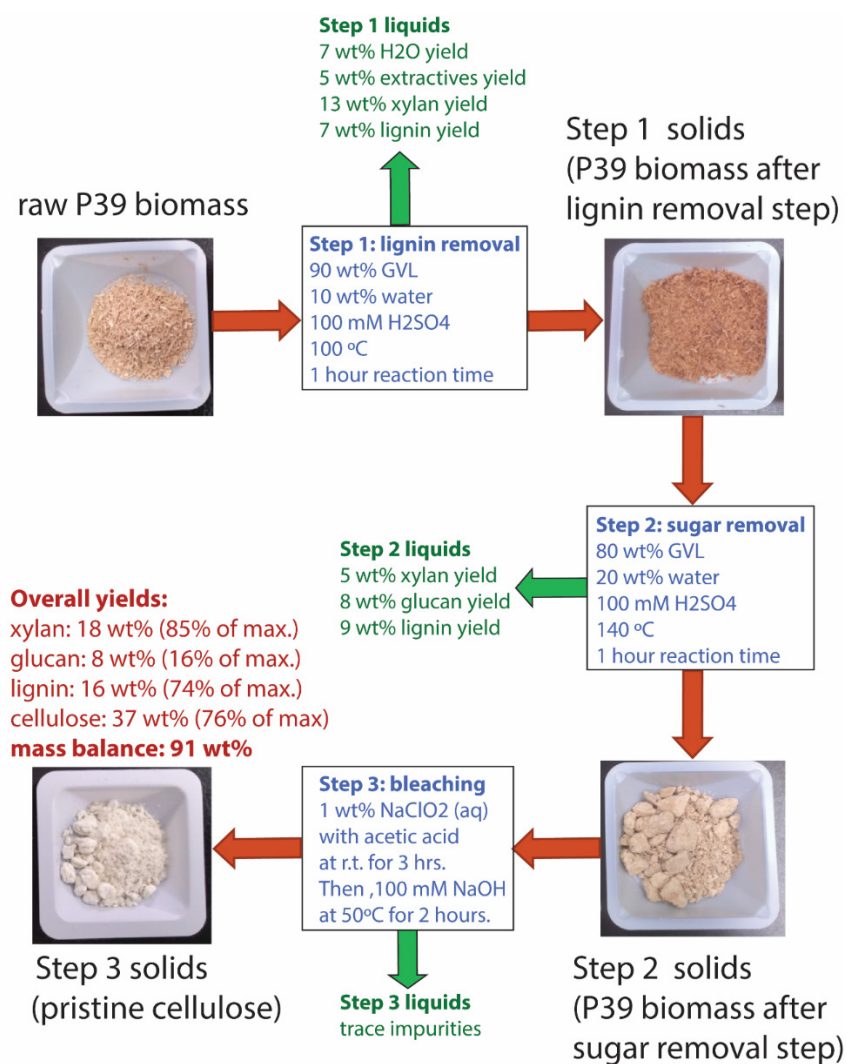 Step 1 liquids
7 wt% H2O yield
5 wt% extractives yield
13 wt% xylan yield
7 wt% lignin yield
raw P39 biomass
Step 1: lignin removal
90 wt% GVL
10 wt% water
100 mM H2SO4
100 ºC
1 hour reaction time
Step 1 solids
(P39 biomass after
lignin removal step)
Step 2: sugar removal
80 wt% GVL
20 wt% water
100 mM H2SO4
140 ºC
1 hour reaction time
Step 2 liquids
5 wt% xylan yield
8 wt% glucan yield
9 wt% lignin yield
Overall yields:
xylan: 18 wt% (85% of max.)
glucan: 8 wt% (16% of max.)
lignin: 16 wt% (74% of max.)
cellulose: 37 wt% (76% of max)
mass balance: 91 wt%
Step 3: bleaching
1 wt% NaClO2 (aq)
with acetic acid
at r.t. for 3 hrs.
Then ,100 mM NaOH
at 50ºC for 2 hours.
Step 3 solids
(pristine cellulose)
Step 3 liquids
trace impurities
Step 2 solids
(P39 biomass after
sugar removal step)